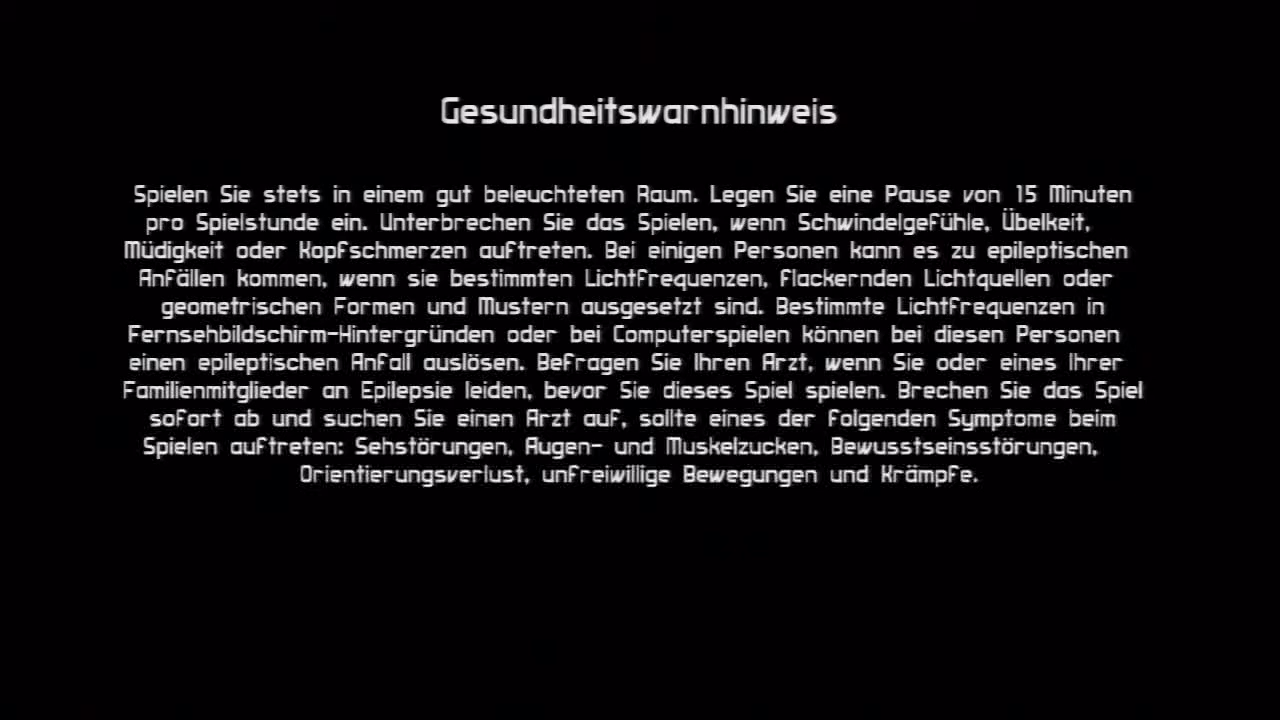 Gesundheitswarnhinweis
Spielen Sie stets in einem gut beleuchteten Raum. Legen Sie eine Pause von 15 Minuten
pro Spielstunde ein. Unterbrechen Sie das Spielen, wenn Schwindelgefühle, Übelkeit,
Müdigkeit oder Kopfschmerzen auftreten. Bei einigen Personen kann es zu epileptischen
Anfällen kommen, wenn sie bestimmten Lichtfrequenzen, flackernden Lichtquellen oder
geometrischen Formen und Mustern ausgesetzt sind. Bestimmte Lichtfrequenzen in
Fernsehbildschirm-Hintergründen oder bei Computerspielen können bei diesen Personen
einen epileptischen Anfall auslösen. Befragen Sie Ihren Arzt, wenn Sie oder eines Ihrer
Familienmitglieder an Epilepsie leiden, bevor Sie dieses Spiel spielen. Brechen Sie das Spiel
sofort ab und suchen Sie einen Arzt auf, sollte eines der folgenden Symptome beim
Spielen auftreten: Sehstörungen, Augen- und Muskelzucken, Bewusstseinsstörungen,
Orientierungsverlust, unfreiwillige Bewegungen und Krämpfe.